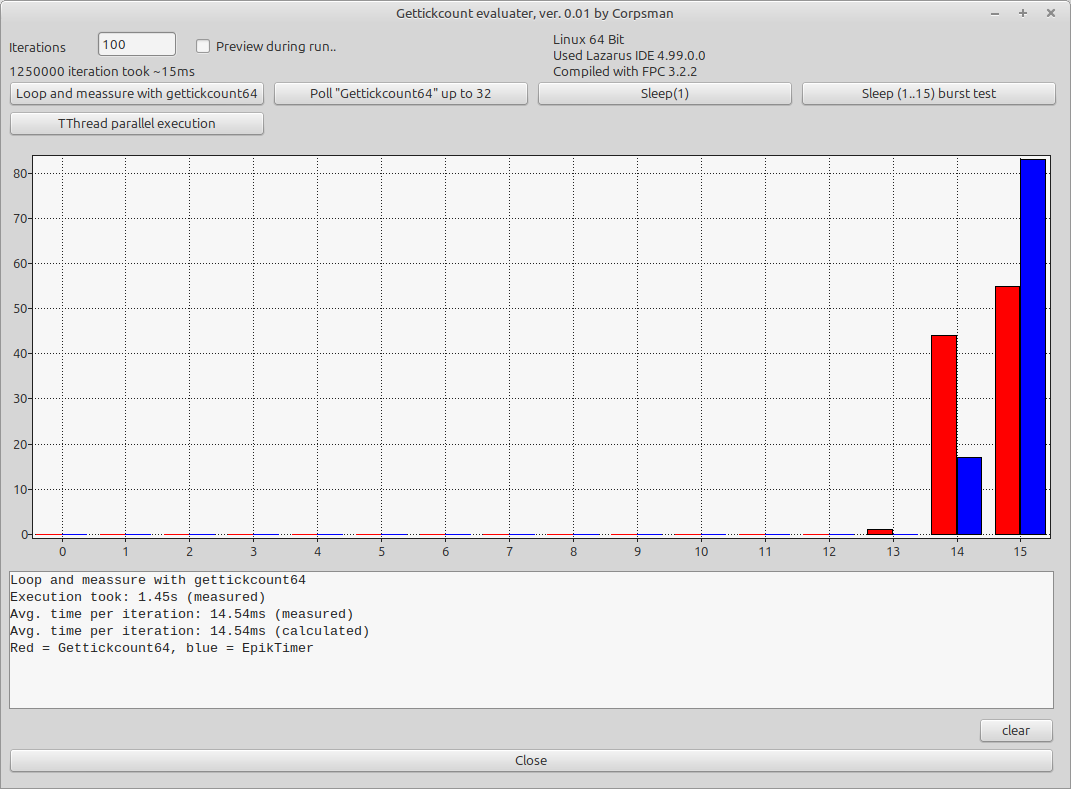 Gettickcount evaluater, ver. 0.01 by Corpsman
Iterations 100 Preview during run..
Linux 64 Bit
Used Lazarus IDE 4.99.0.0
Compiled with FPC 3.2.2
1250000 iteration took ~15ms
Loop and meassure with gettickcount64
Poll "Gettickcount64" up to 32
Sleep(1)
Sleep (1..15) burst test
TThread parallel execution
80
70
60
50
40
30
20
10
0
0 1 2 3 4 5 6 7 8 9 10 11 12 13 14 15
Loop and meassure with gettickcount64
Execution took: 1.45s (measured)
Avg. time per iteration: 14.54ms (measured)
Avg. time per iteration: 14.54ms (calculated)
Red = Gettickcount64, blue = EpikTimer
clear
Close